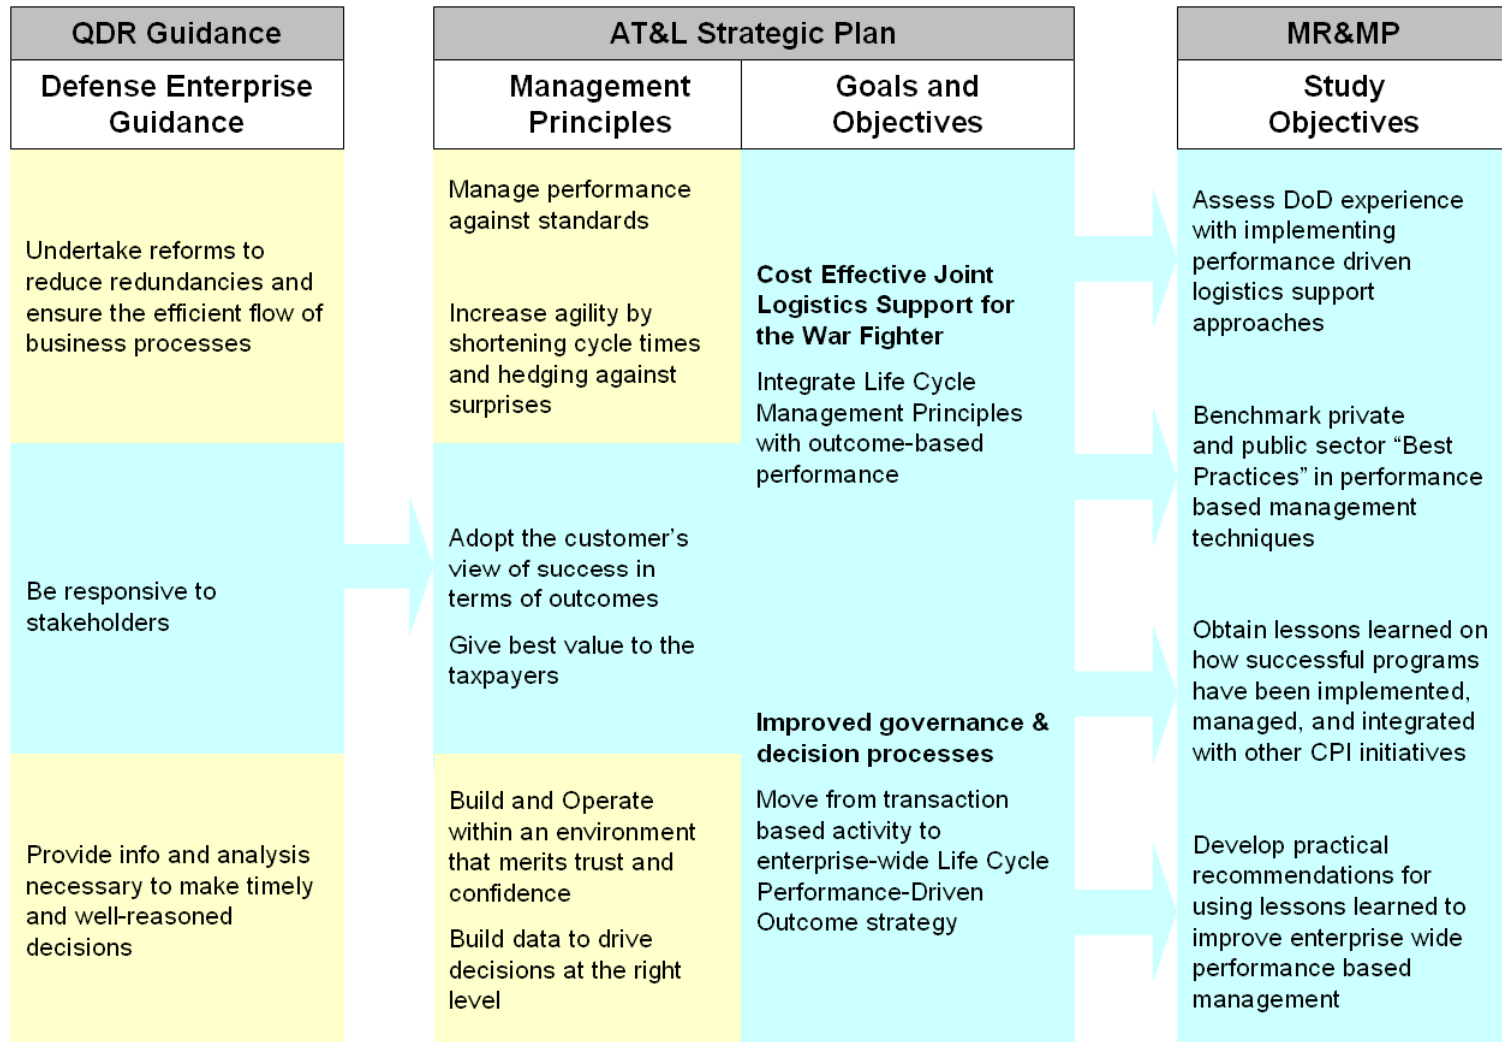 QDR Guidance
Defense Enterprise
Guidance
Undertake reforms to
reduce redundancies and
ensure the efficient flow of
business processes
Be responsive to
stakeholders
Provide info and analysis
necessary to make timely
and well-reasoned
decisions
AT&L Strategic Plan
Management
Principles
Manage performance
against standards
Increase agility by
shortening cycle times
and hedging against
surprises
Adopt the customer’s
view of success in
terms of outcomes
Give best value to the
taxpayers
Build and Operate
within an environment
that merits trust and
confidence
Build data to drive
decisions at the right
level
Goals and
Objectives
Cost Effective Joint
Logistics Support for
the War Fighter
Integrate Life Cycle
Management Principles
with outcome-based
performance
Improved governance &
decision processes
Move from transaction
based activity to
enterprise-wide Life Cycle
Performance-Driven
Outcome strategy
MR&MP
Study
Objectives
Assess DoD experience
with implementing
performance driven
logistics support
approaches
Benchmark private
and public sector “Best
Practices” in performance
based management
techniques
Obtain lessons learned on
how successful programs
have been implemented,
managed, and integrated
with other CPI initiatives
Develop practical
recommendations for
using lessons learned to
improve enterprise wide
performance based
management